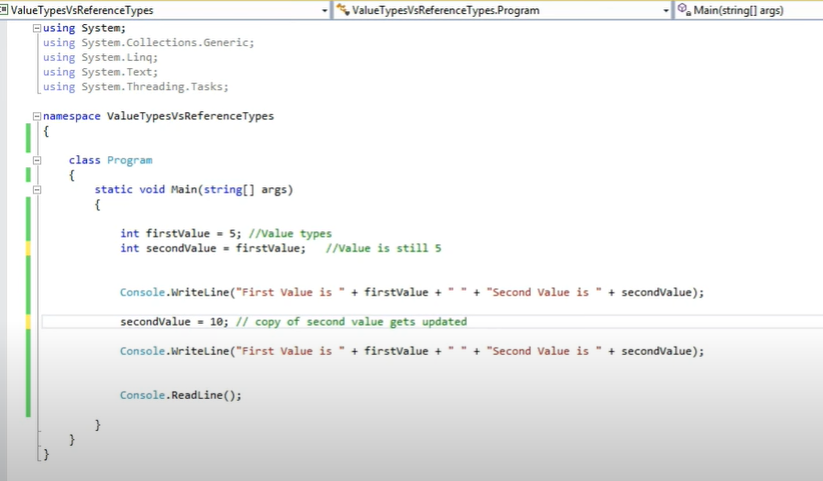 ValueTypesVsReferenceTypes ValueTypesVsReferenceTypes.Program Main(string[] args)
using System;
using System.Collections.Generic;
using System.Linq;
using System.Text;
using System.Threading.Tasks;
namespace ValueTypesVsReferenceTypes
{
class Program
{
static void Main(string[] args)
{
int firstValue = 5; //Value types
int secondValue = firstValue; //Value is still 5
Console.WriteLine("First Value is " + firstValue + " " + "Second Value is " + secondValue);
secondValue = 10; // copy of second value gets updated
Console.WriteLine("First Value is " + firstValue + " " + "Second Value is " + secondValue);
Console.ReadLine();
}
}
}